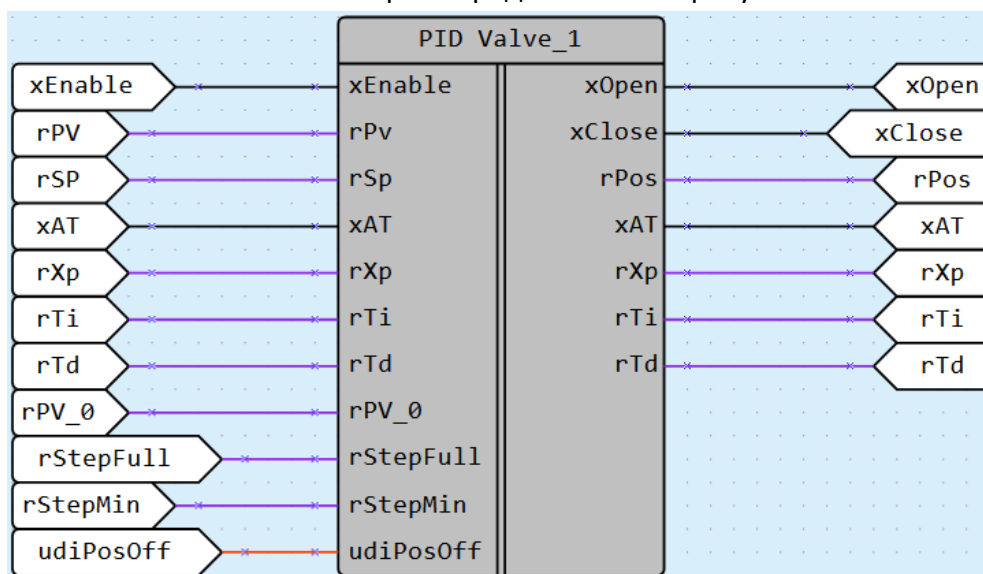 PID Valve_1
xEnable xEnable xOpen xOpen
rPV rPv xClose xClose
rSP rSp rPos rPos
xAT xAT xAT xAT
rXp rXp rXp rXp
rTi rTi rTi rTi
rTd rTd rTd rTd
rPV_0 rPV_0
rStepFull rStepFull
rStepMin rStepMin
udiPosOff udiPosOff